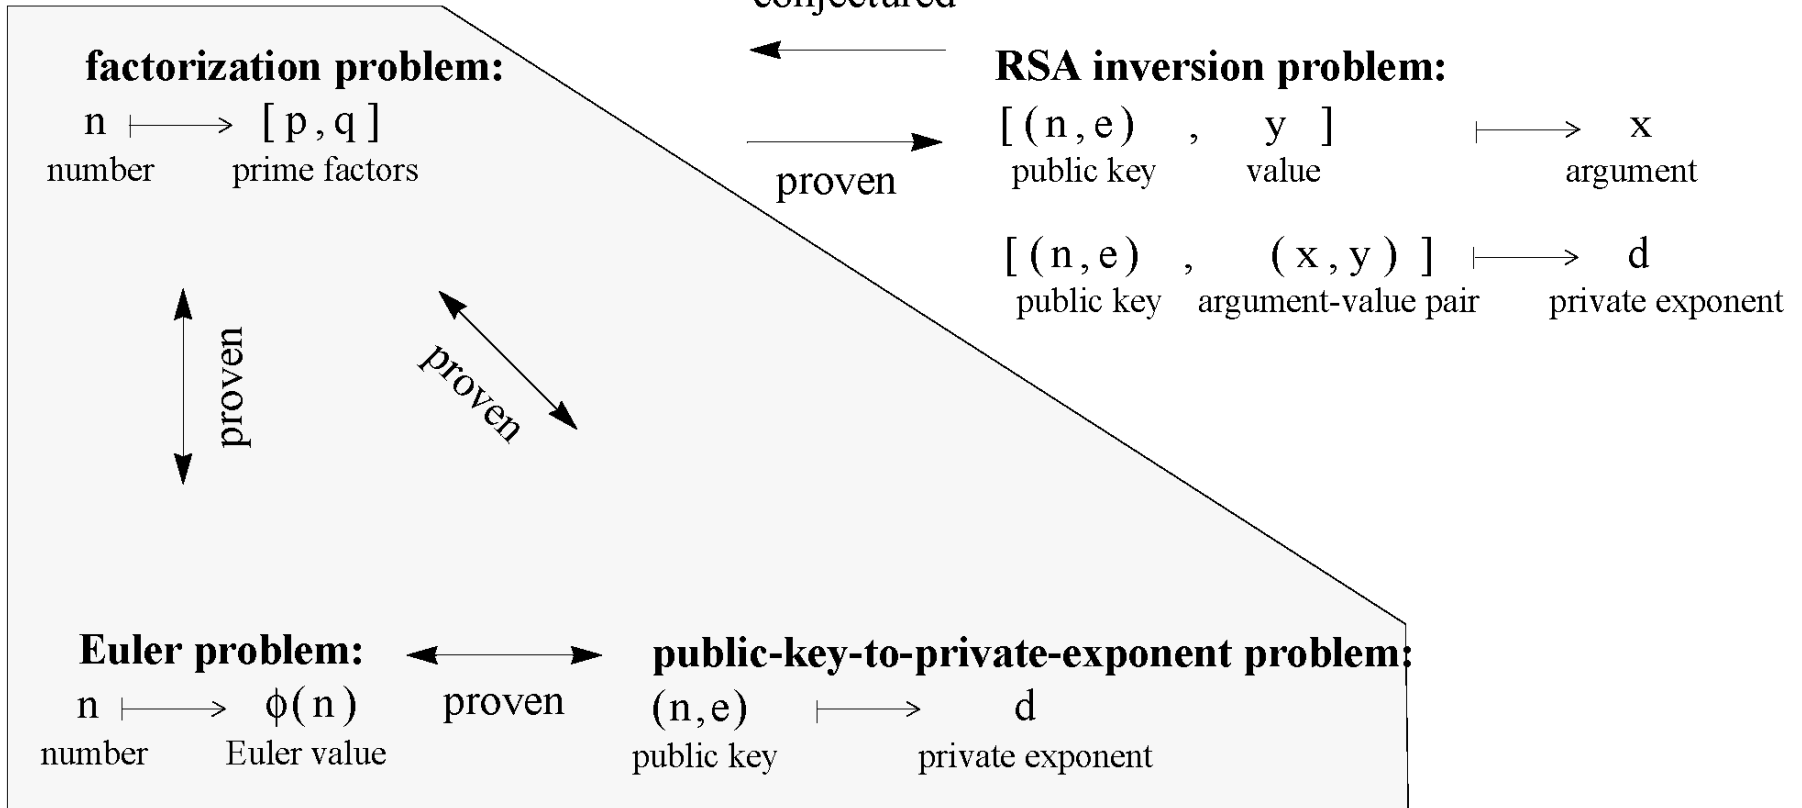 conjectured
factorization problem:
n ⟼ [ p , q ]
number prime factors
proven
RSA inversion problem:
[ ( n , e ) , y ] ⟼ x
public key value argument
[ ( n , e ) , ( x , y ) ] ⟼ d
public key argument-value pair private exponent
proven
proven
Euler problem:
n ⟼ ϕ( n )
number Euler value
proven
public-key-to-private-exponent problem:
( n , e ) ⟼ d
public key private exponent